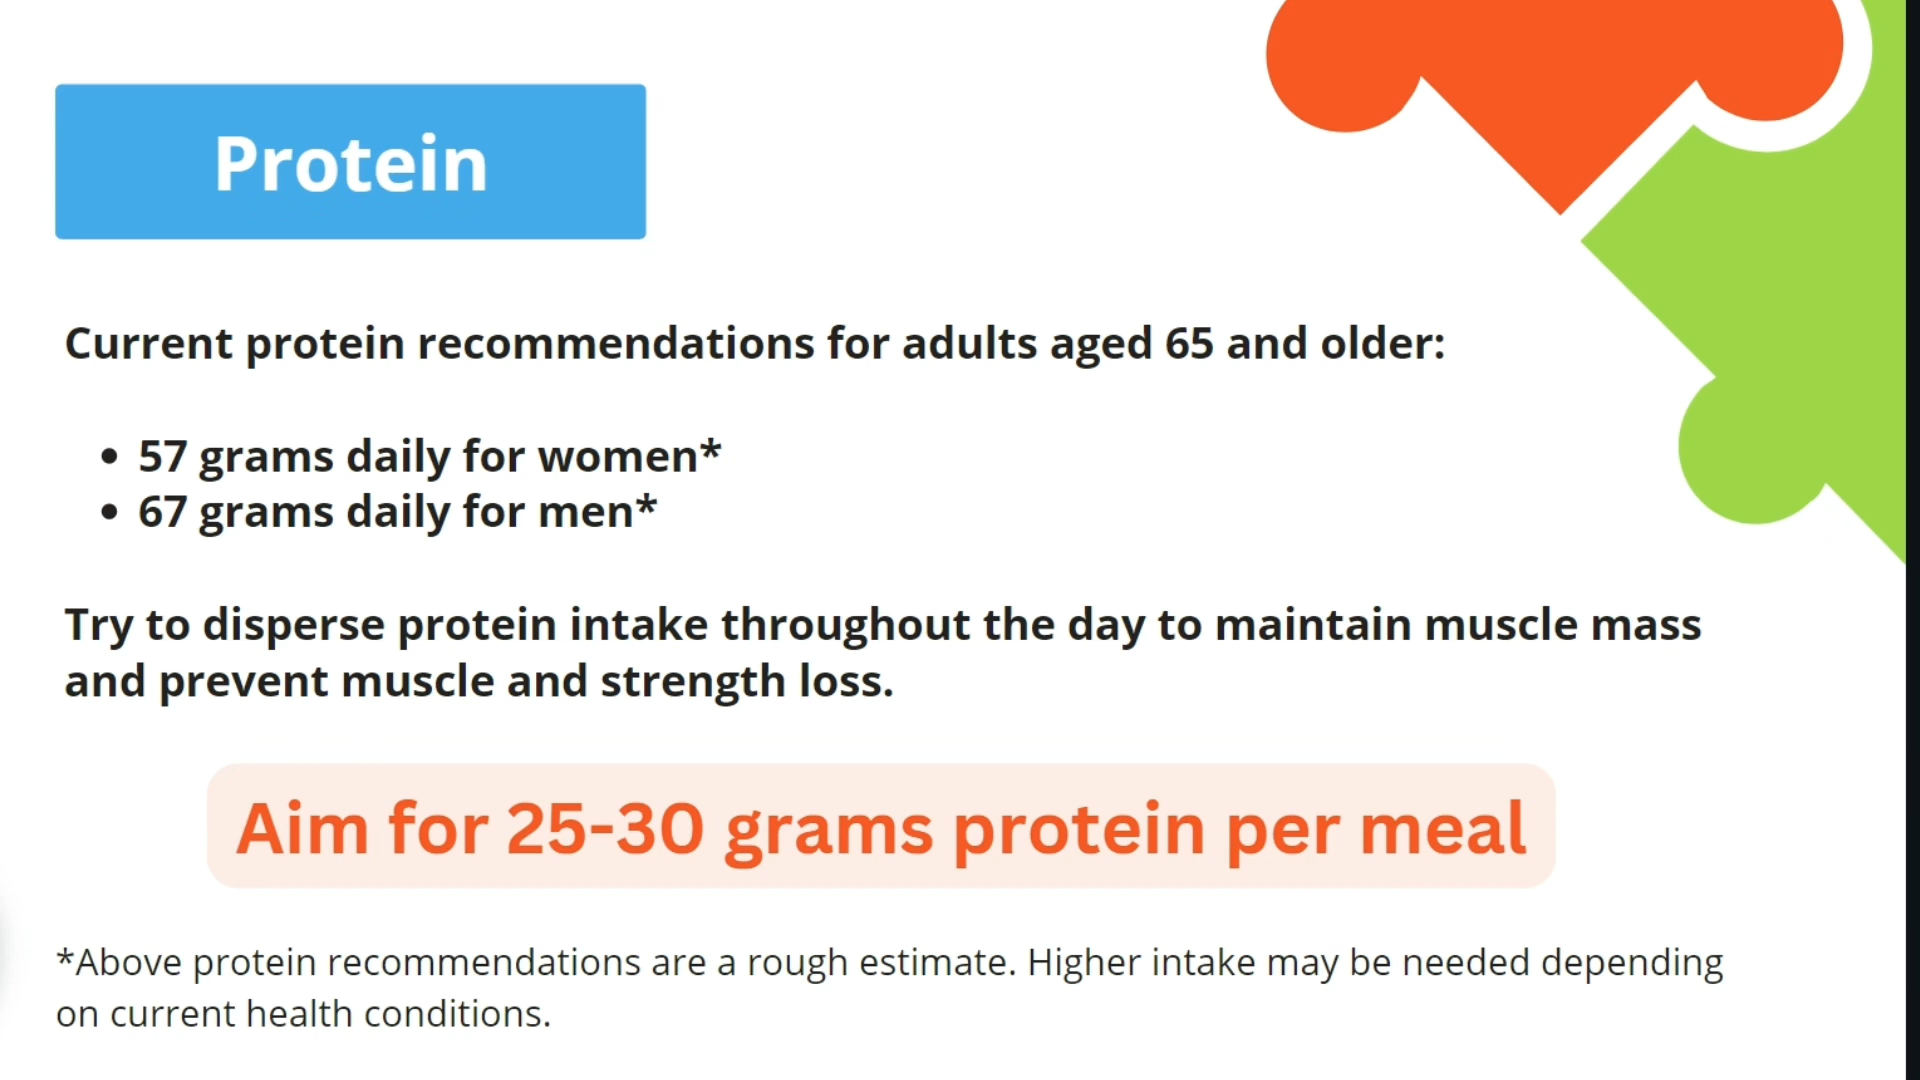 Protein
Current protein recommendations for adults aged 65 and older:
• 57 grams daily for women*
• 67 grams daily for men*
Try to disperse protein intake throughout the day to maintain muscle mass
and prevent muscle and strength loss.
Aim for 25-30 grams protein per meal
*Above protein recommendations are a rough estimate. Higher intake may be needed depending
on current health conditions.